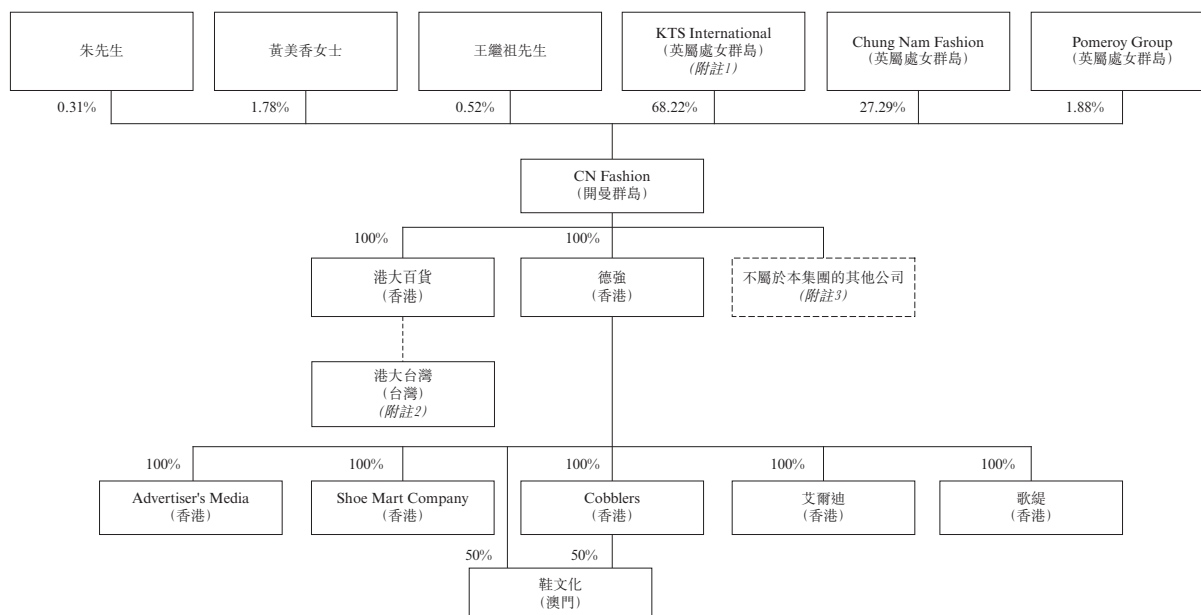 朱先生
黃美香女士
王繼祖先生
KTS International
(英屬處女群島)
(附註1)
Chung Nam Fashion
(英屬處女群島)
Pomeroy Group
(英屬處女群島)
0.31%
1.78%
0.52%
68.22%
27.29%
1.88%
CN Fashion
(開曼群島)
100%
100%
港大百貨
(香港)
德強
(香港)
不屬於本集團的其他公司
(附註3)
港大台灣
(台灣)
(附註2)
100%
100%
100%
100%
100%
Advertiser's Media
(香港)
Shoe Mart Company
(香港)
Cobblers
(香港)
艾爾迪
(香港)
歌緹
(香港)
50%
50%
鞋文化
(澳門)